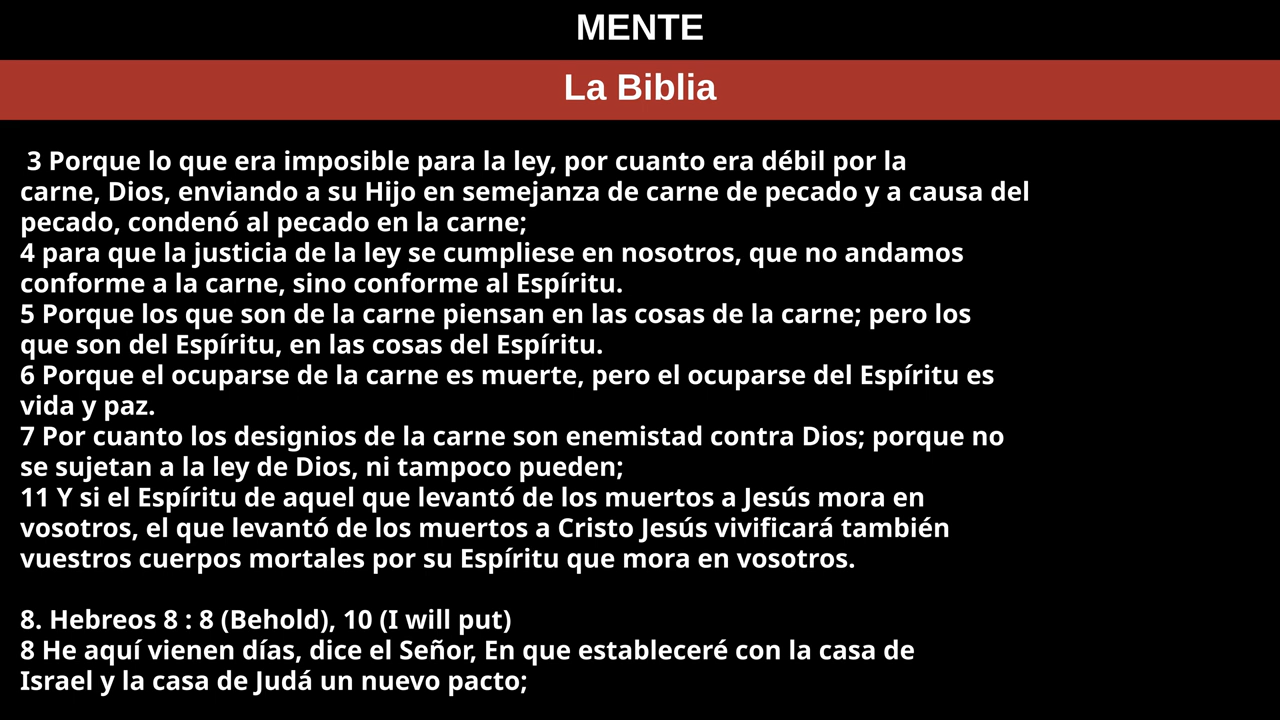 MENTE
La Biblia
3 Porque lo que era imposible para la ley, por cuanto era débil por la
carne, Dios, enviando a su Hijo en semejanza de carne de pecado y a causa del
pecado, condenó al pecado en la carne;
4 para que la justicia de la ley se cumpliese en nosotros, que no andamos
conforme a la carne, sino conforme al Espíritu.
5 Porque los que son de la carne piensan en las cosas de la carne; pero los
que son del Espíritu, en las cosas del Espíritu.
6 Porque el ocuparse de la carne es muerte, pero el ocuparse del Espíritu es
vida y paz.
7 Por cuanto los designios de la carne son enemistad contra Dios; porque no
se sujetan a la ley de Dios, ni tampoco pueden;
11 Y si el Espíritu de aquel que levantó de los muertos a Jesús mora en
vosotros, el que levantó de los muertos a Cristo Jesús vivificará también
vuestros cuerpos mortales por su Espíritu que mora en vosotros.
8. Hebreos 8 : 8 (Behold), 10 (I will put)
8 He aquí vienen días, dice el Señor, En que estableceré con la casa de
Israel y la casa de Judá un nuevo pacto;